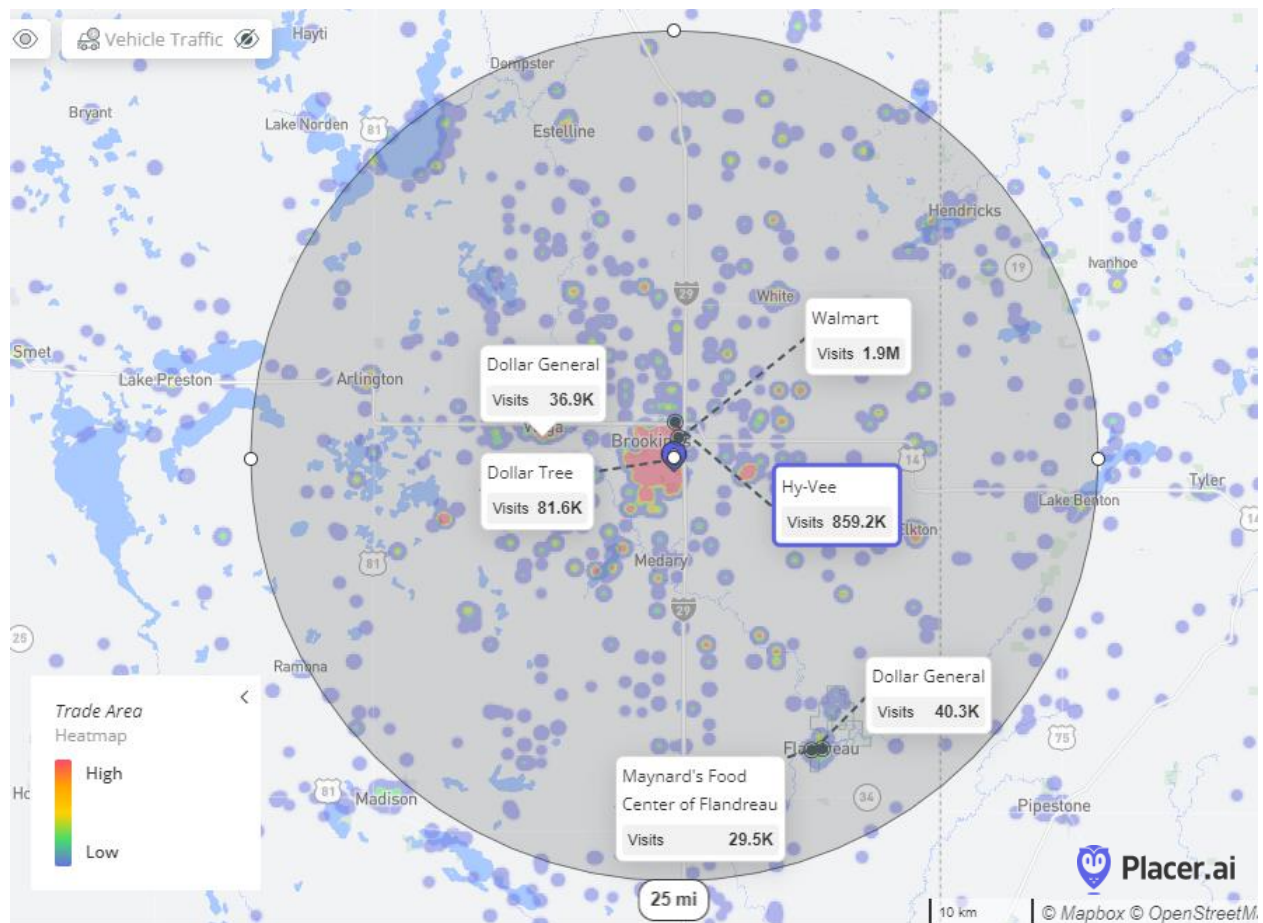 Vehicle Traffic
Hayti
Dempster
Bryant
Lake Norden
81
Estelline
Hendricks
19
Ivanhoe
29
White
Walmart
Visits 1.9M
Smet
Lake Preston
Arlington
Dollar General
Visits 36.9K
Volga
Brookings
14
Dollar Tree
Visits 81.6K
Hy-Vee
Visits 859.2K
Tyler
Lake Benton
14
Elkton
81
Medary
29
25
Ramona
Dollar General
Visits 40.3K
Trade Area
Heatmap
High
Low
75
Flandreau
Maynard's Food
Center of Flandreau
Visits 29.5K
34
81
Madison
Pipestone
Placer.ai
25 mi
10 km
© Mapbox © OpenStreetM